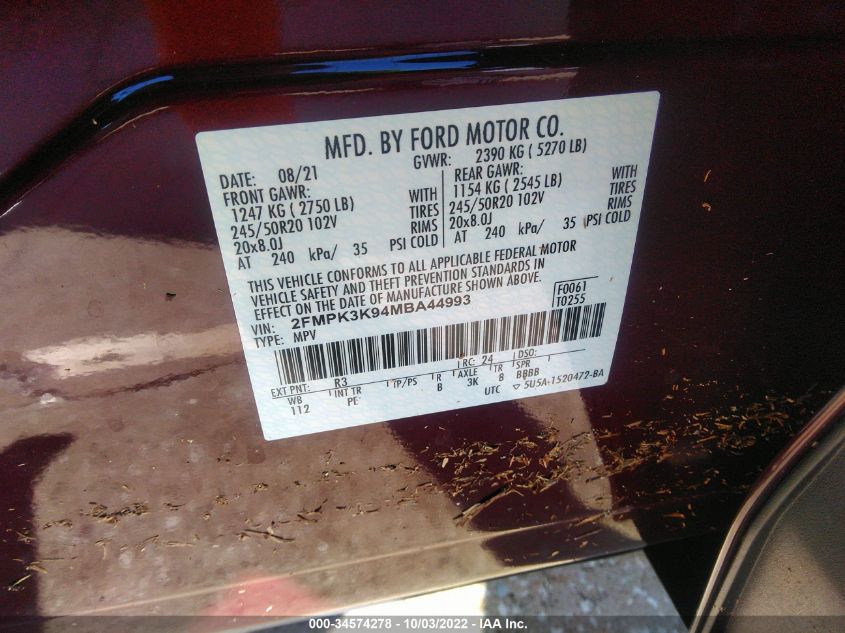 MFD. BY FORD MOTOR CO.
DATE: 08/21 GVWR: 2390 KG ( 5270 LB)
FRONT GAWR: REAR GAWR:
1247 KG ( 2750 LB) WITH 1154 KG ( 2545 LB) WITH
245/50R20 102V TIRES 245/50R20 102V TIRES
20x8.0J RIMS 20x8.0J RIMS
AT 240 kPa/ 35 PSI COLD AT 240 kPa/ 35 PSI COLD
THIS VEHICLE CONFORMS TO ALL APPLICABLE FEDERAL MOTOR
VEHICLE SAFETY AND THEFT PREVENTION STANDARDS IN
EFFECT ON THE DATE OF MANUFACTURE SHOWN ABOVE.
VIN: 2FMPK3K94MBA44993 F0061
TYPE: MPV T0255
EXT PNT: R3 RC: 24 DSO:
WB INT TR TP/PS R AXLE TR SPR
112 PE B 3K 8 BBBB
UTC 5U5A-1520472-BA
000-34574278 - 10/03/2022 - IAA Inc.